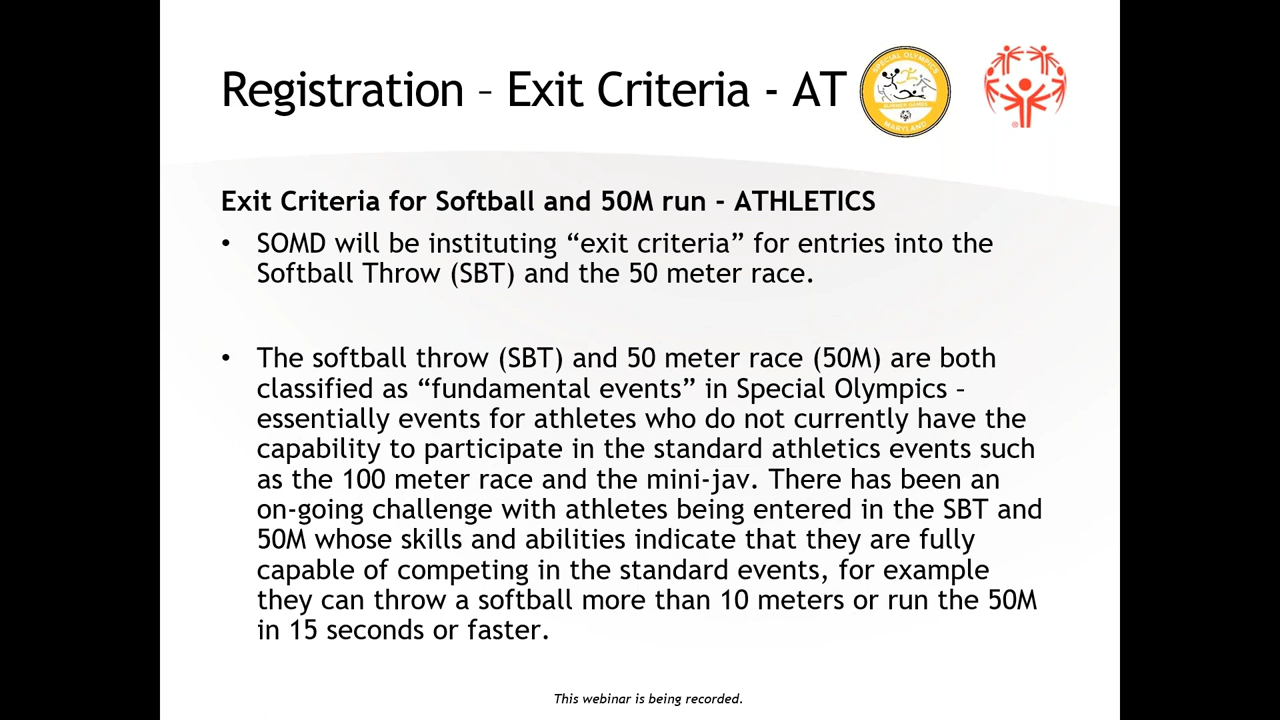 Registration – Exit Criteria - AT
SPECIAL OLYMPICS
SUMMER GAMES
MARYLAND
Exit Criteria for Softball and 50M run - ATHLETICS
• SOMD will be instituting “exit criteria” for entries into the
Softball Throw (SBT) and the 50 meter race.
• The softball throw (SBT) and 50 meter race (50M) are both
classified as “fundamental events” in Special Olympics –
essentially events for athletes who do not currently have the
capability to participate in the standard athletics events such
as the 100 meter race and the mini-jav. There has been an
on-going challenge with athletes being entered in the SBT and
50M whose skills and abilities indicate that they are fully
capable of competing in the standard events, for example
they can throw a softball more than 10 meters or run the 50M
in 15 seconds or faster.
This webinar is being recorded.